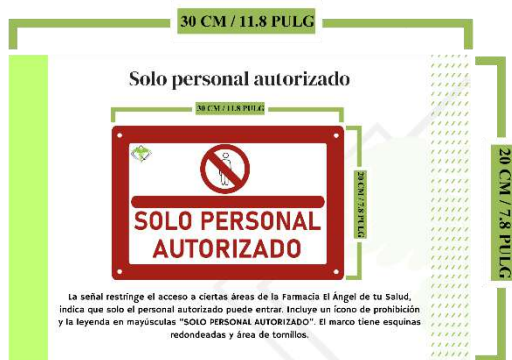 30 CM / 11.8 PULG
Solo personal autorizado
30 CM / 11.8 PULG
SOLO PERSONAL
AUTORIZADO
20 CM / 7.8 PULG
20 CM / 7.8 PULG
La señal restringe el acceso a ciertas áreas de la Farmacia El Ángel de tu Salud,
indica que solo el personal autorizado puede entrar. Incluye un ícono de prohibición
y la leyenda en mayúsculas "SOLO PERSONAL AUTORIZADO". El marco tiene esquinas
redondeadas y área de tornillos.